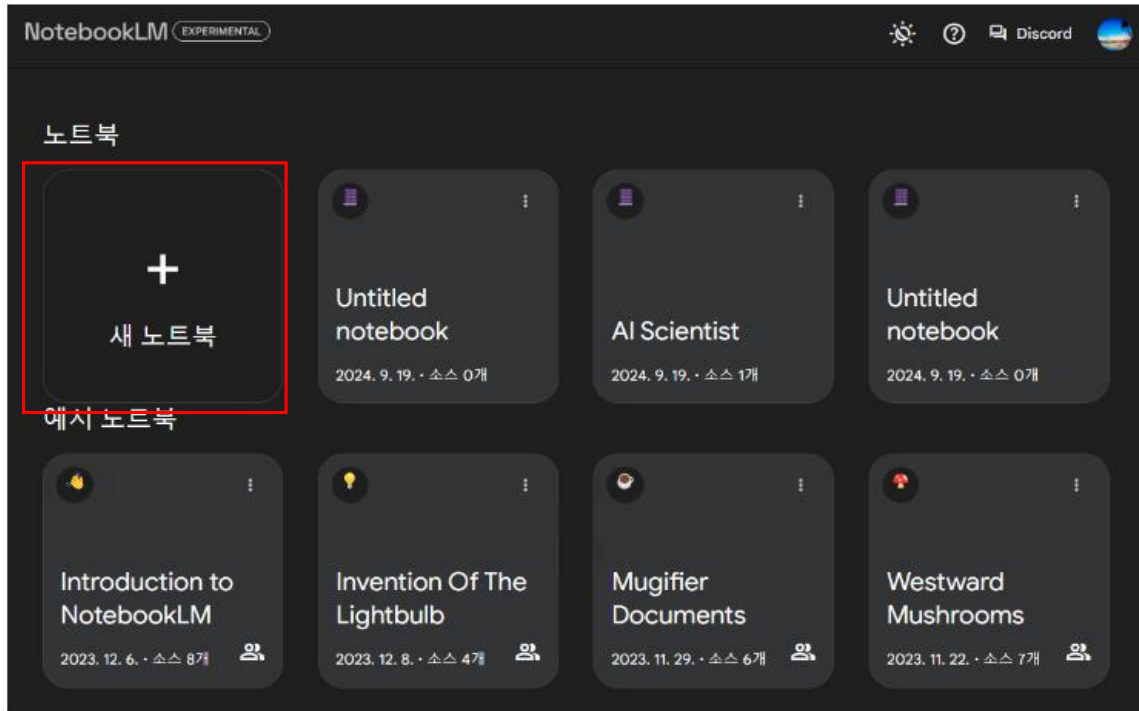 NotebookLM EXPERIMENTAL
Discord
노트북
새 노트북
Untitled
notebook
2024. 9. 19. · 소스 0개
AI Scientist
2024. 9. 19. · 소스 1개
Untitled
notebook
2024. 9. 19. · 소스 0개
예시 노트북
Introduction to
NotebookLM
2023. 12. 6. · 소스 8개
Invention Of The
Lightbulb
2023. 12. 8. · 소스 4개
Mugifier
Documents
2023. 11. 29. · 소스 6개
Westward
Mushrooms
2023. 11. 22. · 소스 7개